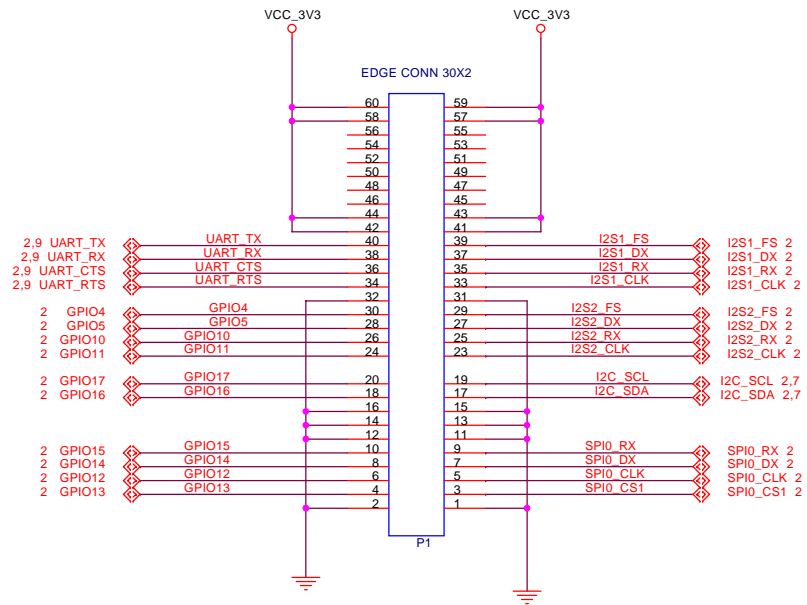 VCC_3V3 VCC_3V3
EDGE CONN 30X2
60 59
58 57
56 55
54 53
52 51
50 49
48 47
46 45
44 43
42 41
2,9 UART_TX UART_TX 40 39 I2S1_FS I2S1_FS 2
2,9 UART_RX UART_RX 38 37 I2S1_DX I2S1_DX 2
2,9 UART_CTS UART_CTS 36 35 I2S1_RX I2S1_RX 2
2,9 UART_RTS UART_RTS 34 33 I2S1_CLK I2S1_CLK 2
32 31
2 GPIO4 GPIO4 30 29 I2S2_FS I2S2_FS 2
2 GPIO5 GPIO5 28 27 I2S2_DX I2S2_DX 2
2 GPIO10 GPIO10 26 25 I2S2_RX I2S2_RX 2
2 GPIO11 GPIO11 24 23 I2S2_CLK I2S2_CLK 2
2 GPIO17 GPIO17 20 19 I2C_SCL I2C_SCL 2,7
2 GPIO16 GPIO16 18 17 I2C_SDA I2C_SDA 2,7
16 15
14 13
12 11
2 GPIO15 GPIO15 10 9 SPI0_RX SPI0_RX 2
2 GPIO14 GPIO14 8 7 SPI0_DX SPI0_DX 2
2 GPIO12 GPIO12 6 5 SPI0_CLK SPI0_CLK 2
2 GPIO13 GPIO13 4 3 SPI0_CS1 SPI0_CS1 2
2 1
P1